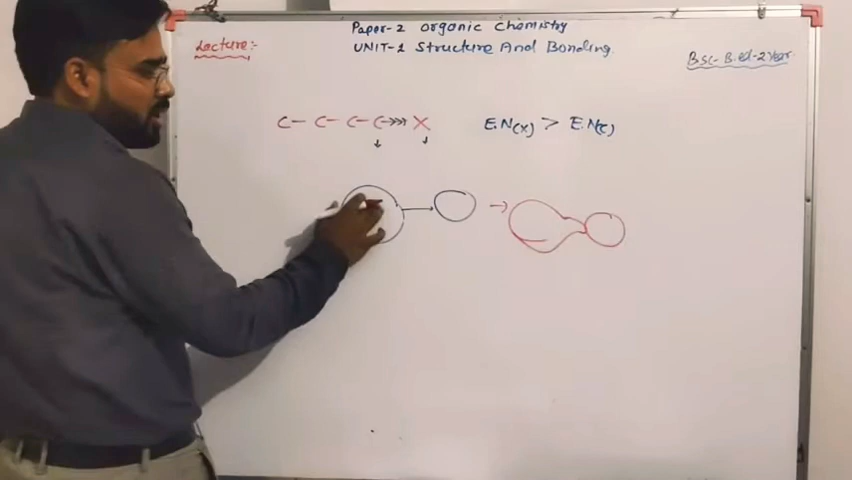 Paper-2 Organic Chemistry
Lecture:-
UNIT-1 Structure And Bonding.
BSC-B.ed-2Year
C- C- C- C->>>> X
E.N(X) > E.N(C)